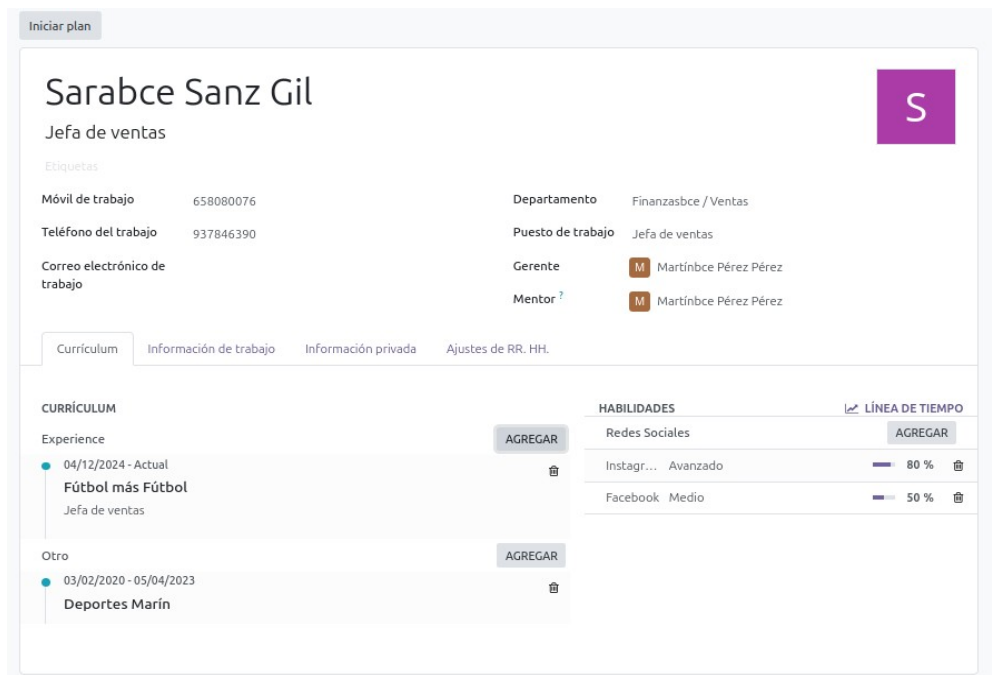 Iniciar plan
Sarabce Sanz Gil
S
Jefa de ventas
Etiquetas
Móvil de trabajo 658080076
Departamento Finanzasbce / Ventas
Teléfono del trabajo 937846390
Puesto de trabajo Jefa de ventas
Correo electrónico de
trabajo
Gerente M Martínbce Pérez Pérez
Mentor ? M Martínbce Pérez Pérez
Currículum Información de trabajo Información privada Ajustes de RR. HH.
CURRÍCULUM
Experience AGREGAR
04/12/2024 - Actual
Fútbol más Fútbol
Jefa de ventas
Otro AGREGAR
03/02/2020 - 05/04/2023
Deportes Marín
HABILIDADES LÍNEA DE TIEMPO
Redes Sociales AGREGAR
Instagr... Avanzado 80 %
Facebook Medio 50 %